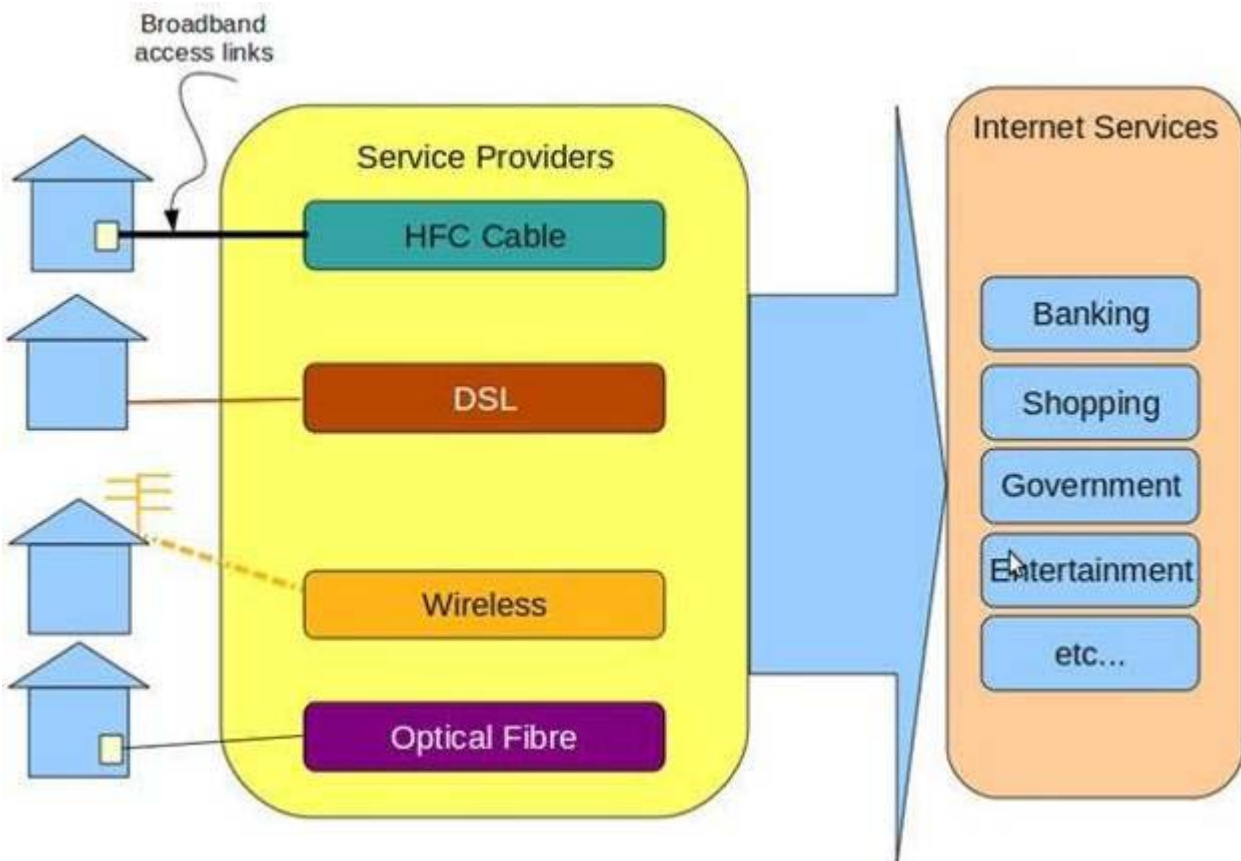 Broadband
access links
Service Providers
HFC Cable
DSL
Wireless
Optical Fibre
Internet Services
Banking
Shopping
Government
Entertainment
etc...